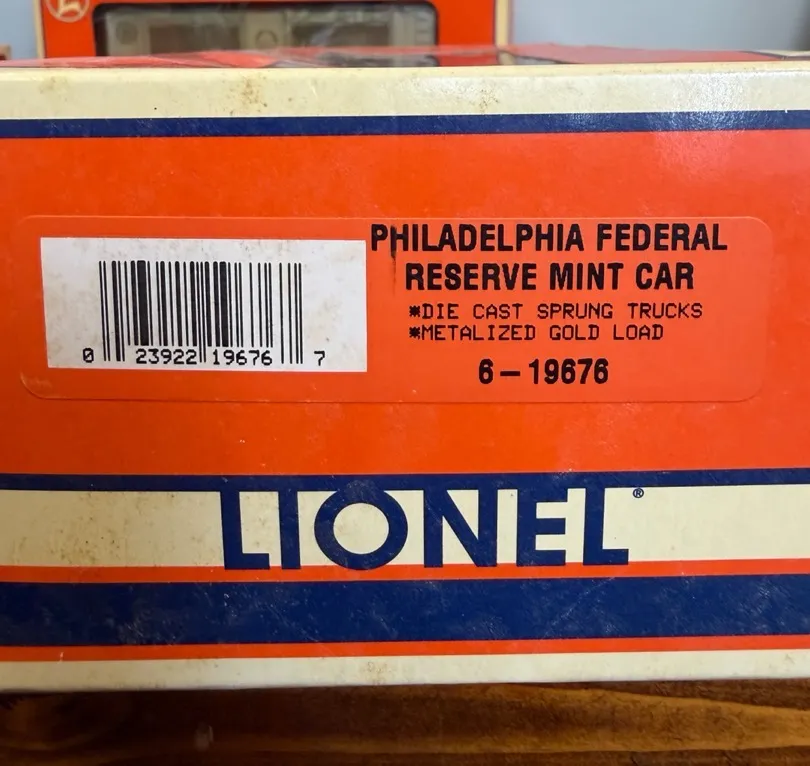 PHILADELPHIA FEDERAL
RESERVE MINT CAR
*DIE CAST SPRUNG TRUCKS
*METALIZED GOLD LOAD
6-19676
0 23922 19676 7
LIONEL®